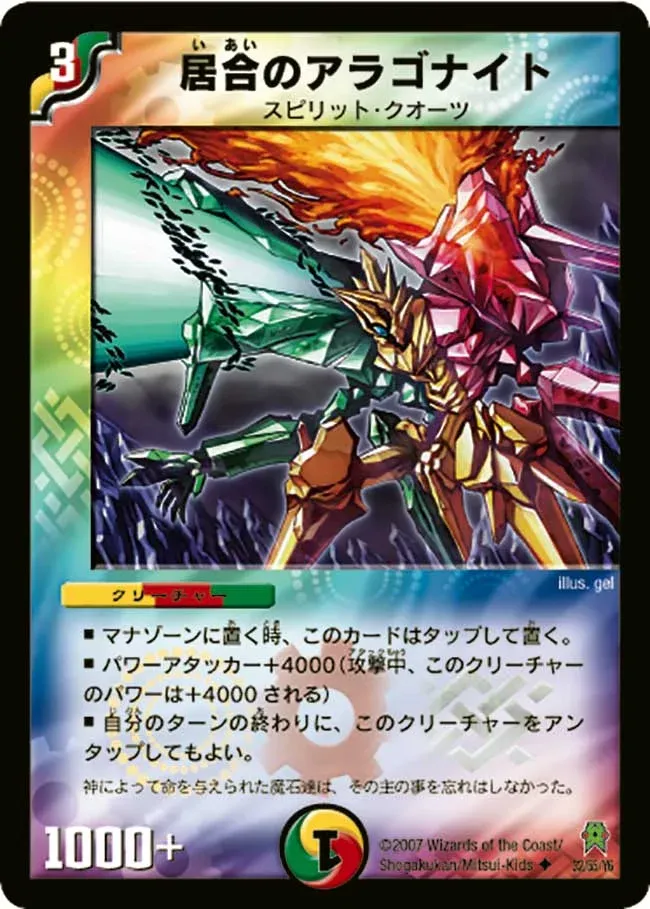 3
いあい
居合のアラゴナイト
スピリット・クオーツ
illus. gel
クリーチャー
■ マナゾーンに置く時、このカードはタップして置く。
■ パワーアタッカー+4000(攻撃中、このクリーチャー
のパワーは+4000される)
■ 自分のターンの終わりに、このクリーチャーをアン
タップしてもよい。
神によって命を与えられた魔石達は、その主の事を忘れはしなかった。
1000+
1
©2007 Wizards of the Coast/
Shogakukan/Mitsui-Kids ◆
32/55/Y6